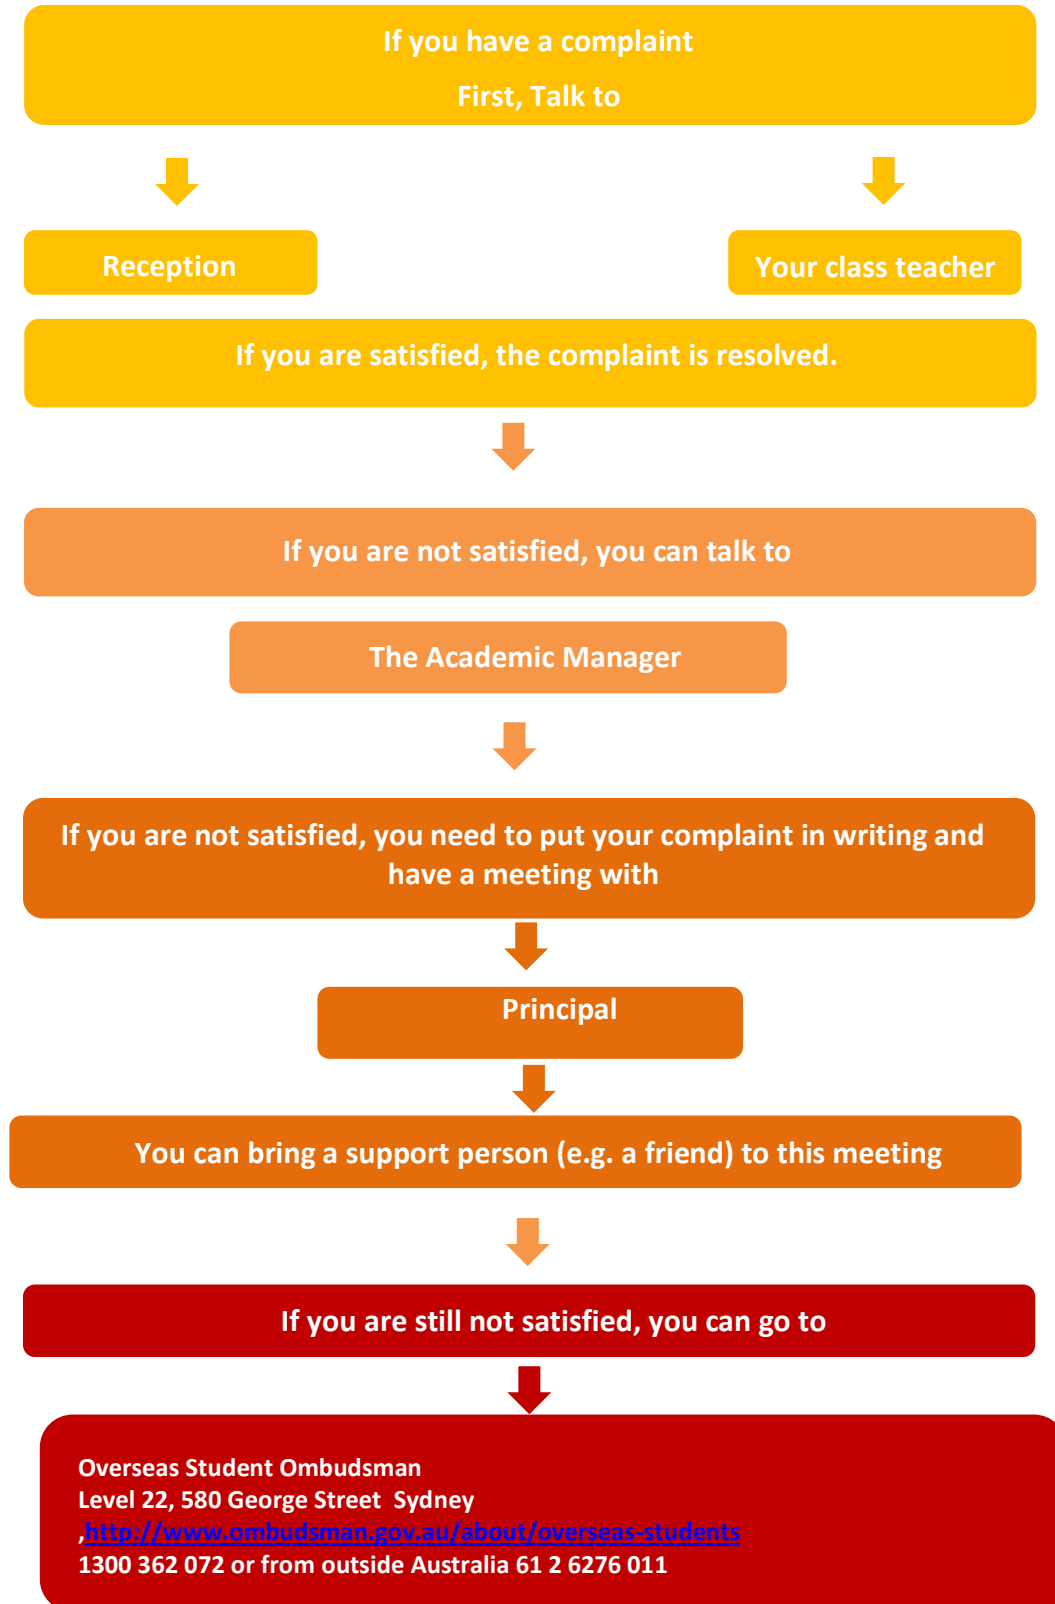 If you have a complaint
First, Talk to
Reception
Your class teacher
If you are satisfied, the complaint is resolved.
If you are not satisfied, you can talk to
The Academic Manager
If you are not satisfied, you need to put your complaint in writing and
have a meeting with
Principal
You can bring a support person (e.g. a friend) to this meeting
If you are still not satisfied, you can go to
Overseas Student Ombudsman
Level 22, 580 George Street  Sydney
,http://www.ombudsman.gov.au/about/overseas-students
1300 362 072 or from outside Australia 61 2 6276 011